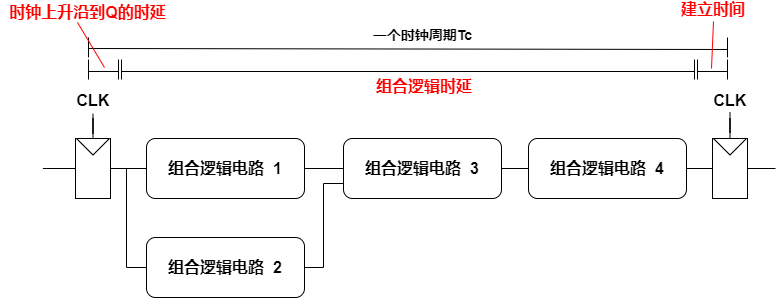 时钟上升沿到Q的时延
建立时间
一个时钟周期Tc
组合逻辑时延
CLK
CLK
组合逻辑电路 1
组合逻辑电路 3
组合逻辑电路 4
组合逻辑电路 2